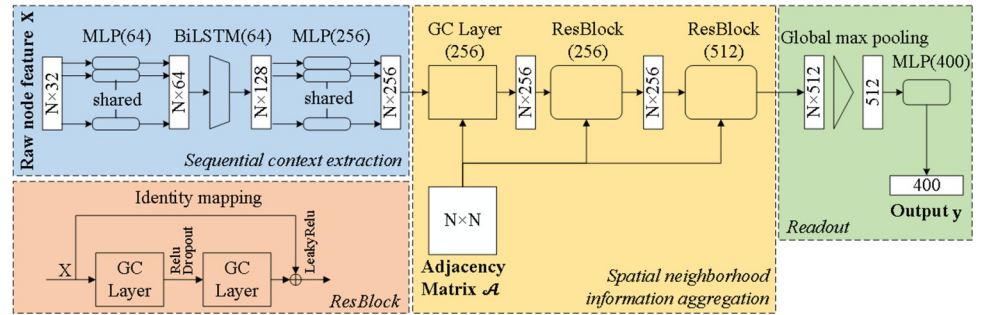 Raw node feature X
N×32
MLP(64)
shared
N×64
BiLSTM(64)
N×128
MLP(256)
shared
N×256
Sequential context extraction
GC Layer
(256)
N×256
ResBlock
(256)
N×256
ResBlock
(512)
N×N
Adjacency
Matrix 𝒜
Spatial neighborhood
information aggregation
Global max pooling
N×512
512
MLP(400)
400
Output y
Readout
Identity mapping
X
GC
Layer
Relu
Dropout
GC
Layer
LeakyRelu
ResBlock